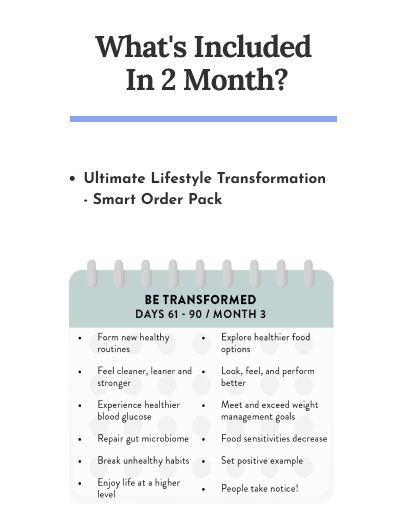 What's Included
In 2 Month?
• Ultimate Lifestyle Transformation
- Smart Order Pack
BE TRANSFORMED
DAYS 61 - 90 / MONTH 3
• Form new healthy
routines
• Feel cleaner, leaner and
stronger
• Experience healthier
blood glucose
• Repair gut microbiome
• Break unhealthy habits
• Enjoy life at a higher
level
• Explore healthier food
options
• Look, feel, and perform
better
• Meet and exceed weight
management goals
• Food sensitivities decrease
• Set positive example
• People take notice!